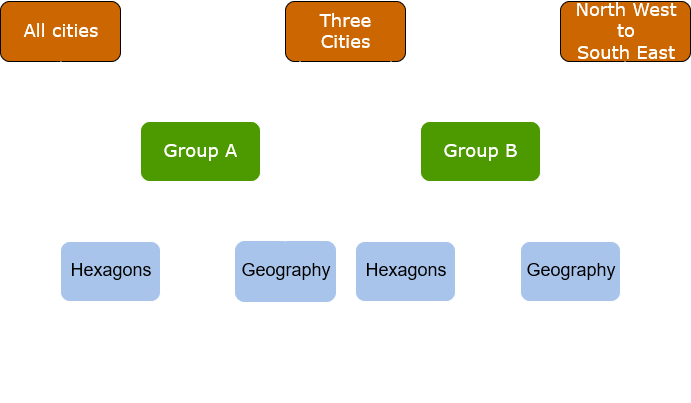 All cities
Three
Cities
North West
to
South East
Group A
Group B
Hexagons
Geography
Hexagons
Geography